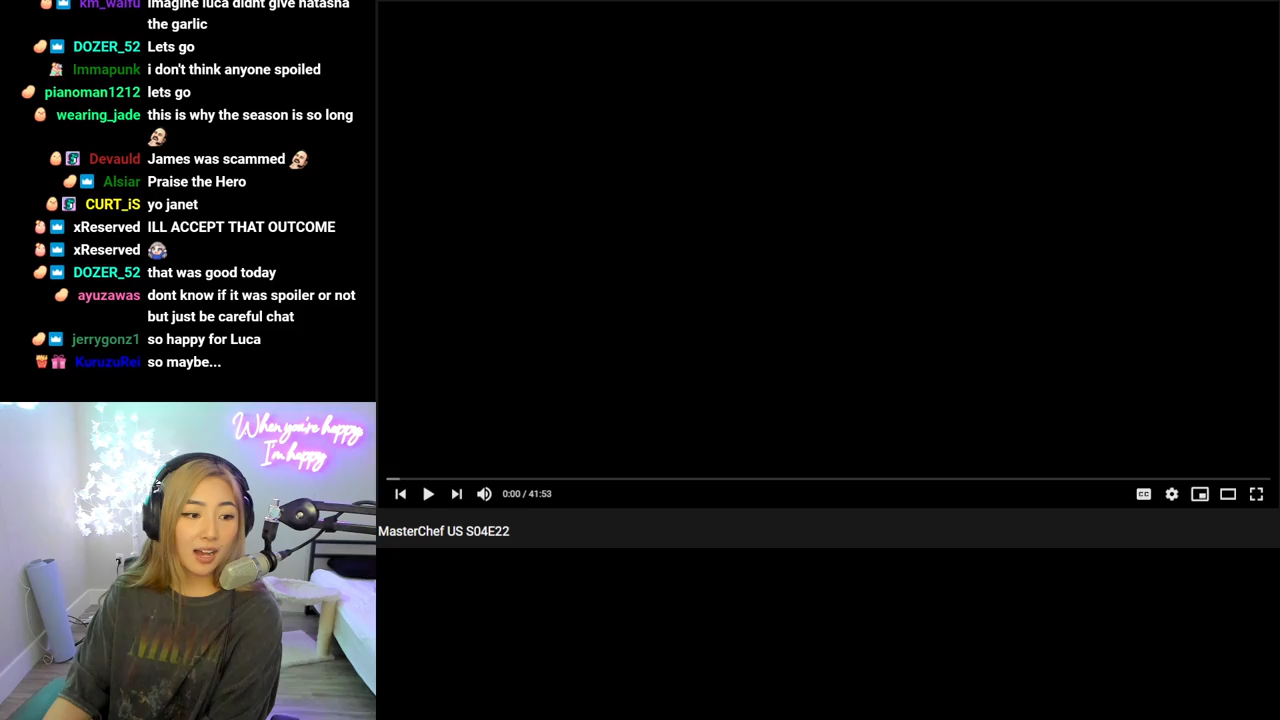 km_waifu imagine luca didnt give natasha
the garlic
DOZER_52 Lets go
Immapunk i don't think anyone spoiled
pianoman1212 lets go
wearing_jade this is why the season is so long
Devauld James was scammed
Alsiar Praise the Hero
CURT_iS yo janet
xReserved ILL ACCEPT THAT OUTCOME
xReserved
DOZER_52 that was good today
ayuzawas dont know if it was spoiler or not
but just be careful chat
jerrygonz1 so happy for Luca
KuruzuRei so maybe...
When you're happy
I'm happy
0:00 / 41:53
CC
MasterChef US S04E22